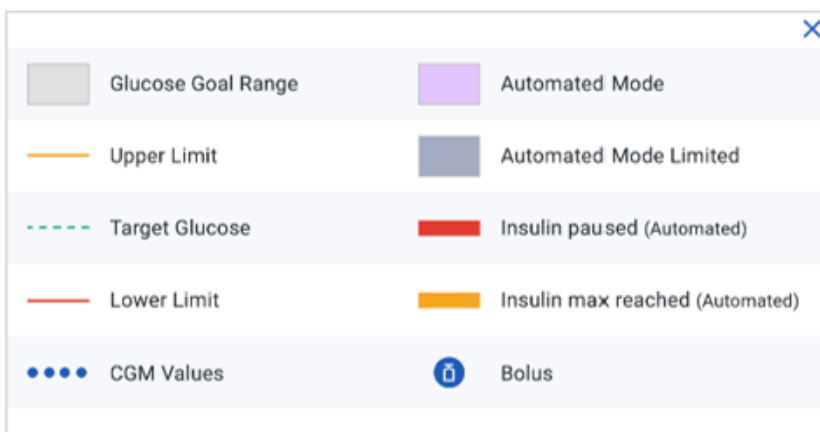 Glucose Goal Range
Automated Mode
Upper Limit
Automated Mode Limited
Target Glucose
Insulin paused (Automated)
Lower Limit
Insulin max reached (Automated)
CGM Values
Bolus